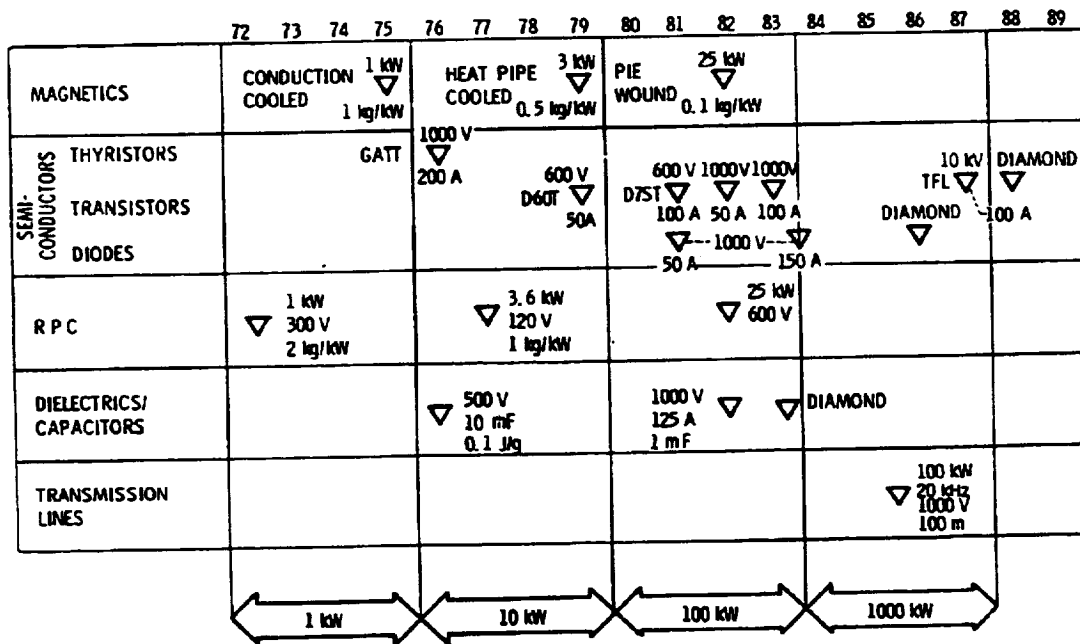 72 73 74 75 76 77 78 79 80 81 82 83 84 85 86 87 88 89
MAGNETICS
CONDUCTION
COOLED
1 kW
1 kg/kW
HEAT PIPE
COOLED
3 kW
0.5 kg/kW
PIE
WOUND
25 kW
0.1 kg/kW
SEMI-
CONDUCTORS
THYRISTORS
TRANSISTORS
DIODES
GATT
1000 V
200 A
D60T
600 V
50A
D7ST
600 V
100 A
1000V
50 A
1000V
100 A
1000 V
50 A
150 A
10 kV
TFL
100 A
DIAMOND
DIAMOND
RPC
1 kW
300 V
2 kg/kW
3.6 kW
120 V
1 kg/kW
25 kW
600 V
DIELECTRICS/
CAPACITORS
500 V
10 mF
0.1 J/g
1000 V
125 A
1 mF
DIAMOND
TRANSMISSION
LINES
100 kW
20 kHz
1000 V
100 m
1 kW
10 kW
100 kW
1000 kW